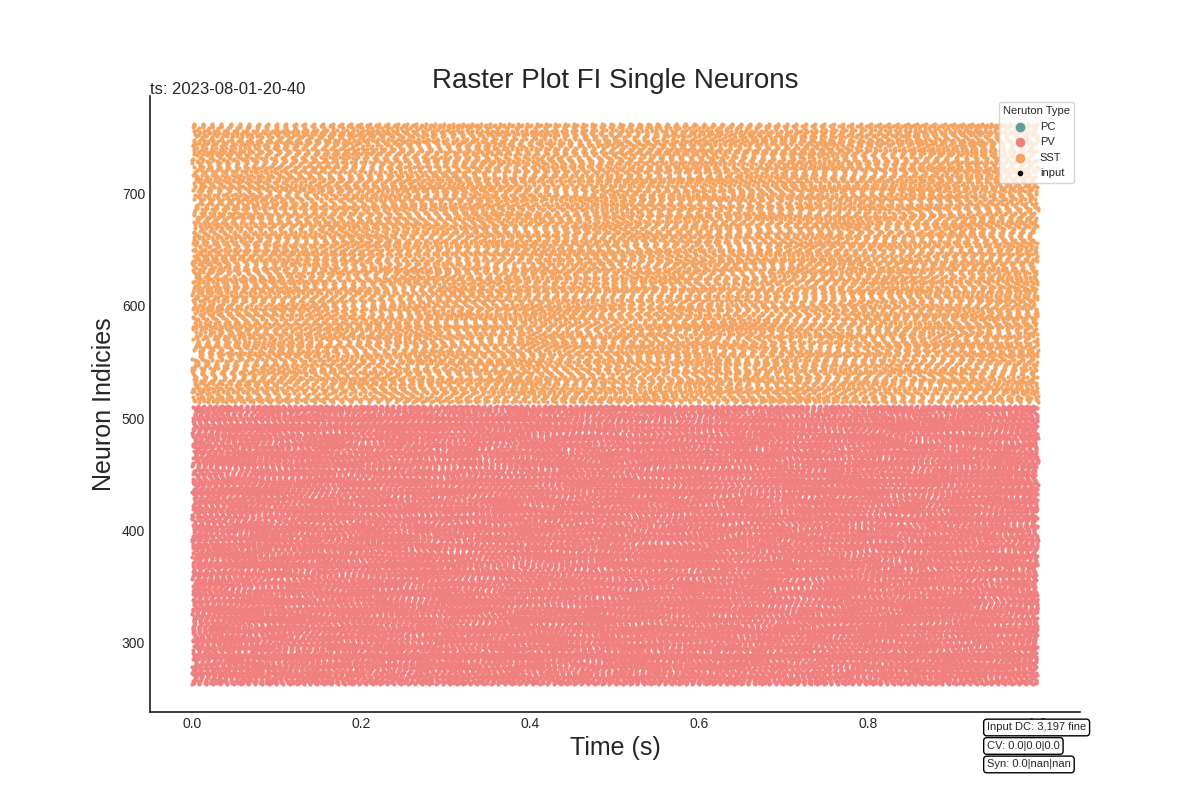 Raster Plot FI Single Neurons
ts: 2023-08-01-20-40
Neruton Type
PC
PV
SST
input
700
600
500
400
300
Neuron Indicies
0.0 0.2 0.4 0.6 0.8
Time (s)
Input DC: 3,197 fine
CV: 0.0|0.0|0.0
Syn: 0.0|nan|nan